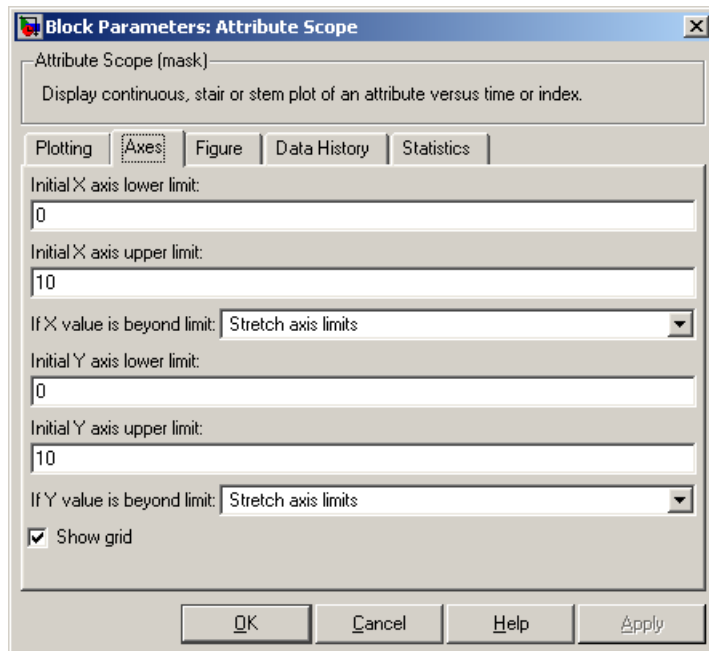 Block Parameters: Attribute Scope
Attribute Scope (mask)
Display continuous, stair or stem plot of an attribute versus time or index.
Plotting Axes Figure Data History Statistics
Initial X axis lower limit:
0
Initial X axis upper limit:
10
If X value is beyond limit: Stretch axis limits
Initial Y axis lower limit:
0
Initial Y axis upper limit:
10
If Y value is beyond limit: Stretch axis limits
Show grid
OK Cancel Help Apply